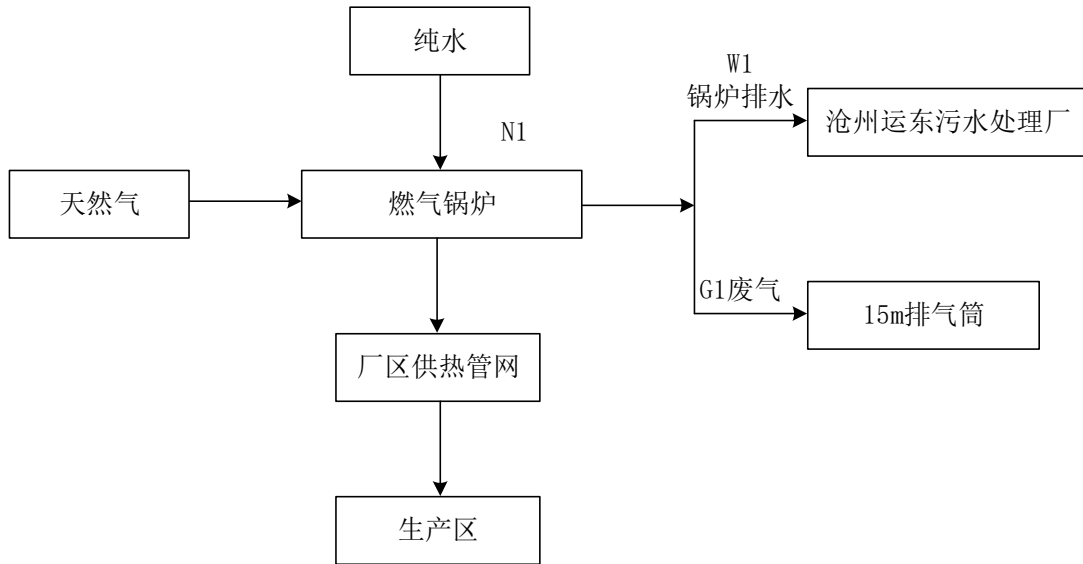 纯水
W1
锅炉排水
沧州运东污水处理厂
N1
天然气
燃气锅炉
G1废气
15m排气筒
厂区供热管网
生产区